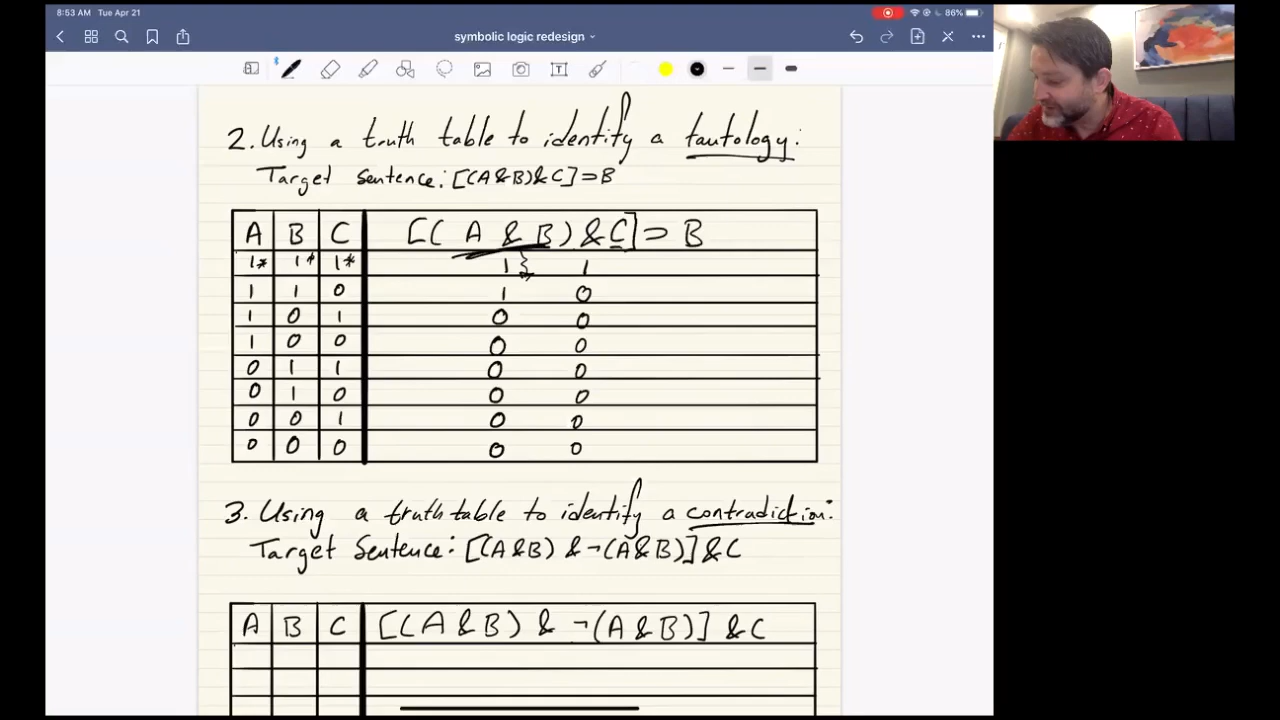 8:53 AM Tue Apr 21
86%
symbolic logic redesign
2. Using a truth table to identify a tautology:
Target Sentence: [(A & B) & C] ⊃ B
A B C [( A & B ) & C ] ⊃ B
1* 1* 1* 1 1
1 1 0 1 0
1 0 1 0 0
1 0 0 0 0
0 1 1 0 0
0 1 0 0 0
0 0 1 0 0
0 0 0 0 0
3. Using a truth table to identify a contradiction:
Target Sentence: [(A & B) & ¬(A & B)] & C
A B C [(A & B) & ¬(A & B)] & C